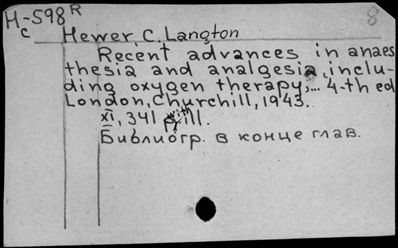 H-598 R
c
8
Hewer, C. Langton
Recent advances in anaes
thesia and analgesia, inclu-
ding oxygen therapy,... 4-th ed
London, Churchill, 1943.
XI, 341 p. ill.
Библиогр. в конце глав.